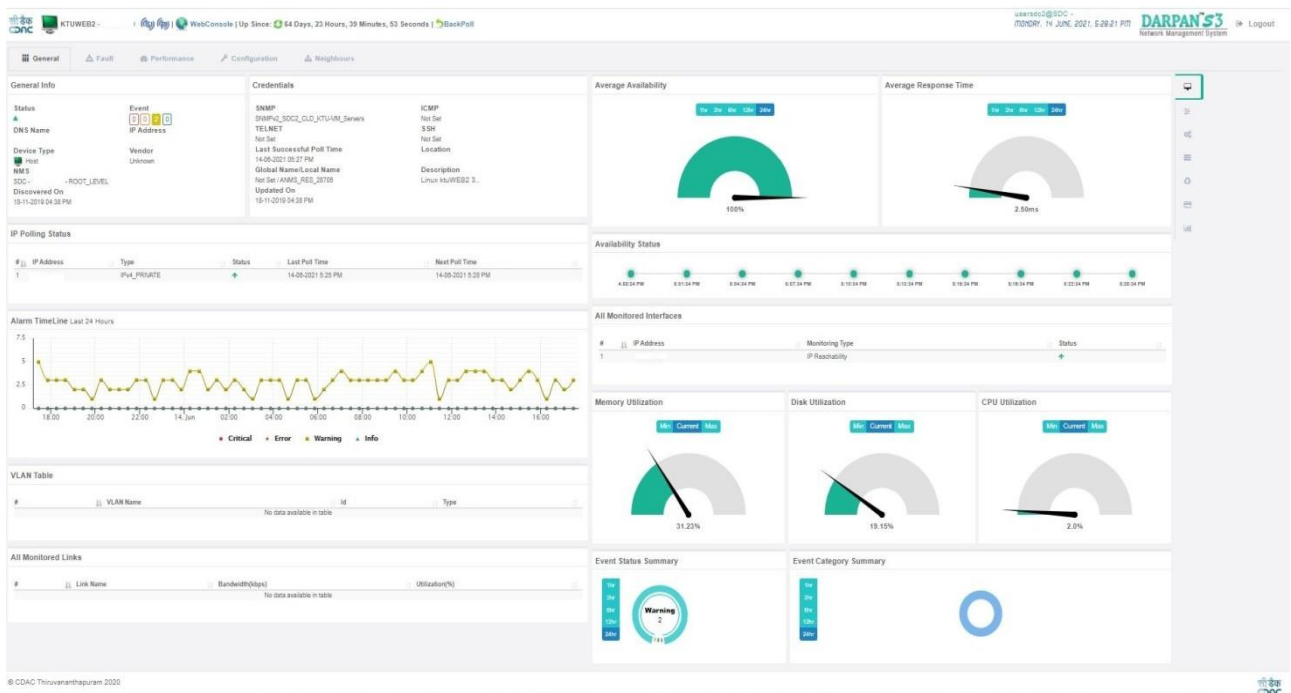 सी डैक
CDAC
KTUWEB2 -
WebConsole | Up Since: 64 Days, 23 Hours, 39 Minutes, 53 Seconds | BackPoll
usersdc2@SDC -
MONDAY, 14 JUNE, 2021, 5:28:21 PM
DARPAN S3
Network Management System
Logout
General Fault Performance Configuration Neighbours
General Info
Status Event
0 0 2 0
DNS Name IP Address
Device Type Vendor
Host Unknown
NMS
SDC - - ROOT_LEVEL
Discovered On
18-11-2019 04:38 PM
Credentials
SNMP ICMP
SNMPv2_SDC2_CLD_KTU-VM_Servers Not Set
TELNET SSH
Not Set Not Set
Last Successful Poll Time Location
14-06-2021 05:27 PM
Global Name/Local Name Description
Not Set / ANMS_RES_28706 Linux ktuWEB2 3...
Updated On
18-11-2019 04:38 PM
Average Availability
1hr 3hr 6hr 12hr 24hr
100%
Average Response Time
1hr 3hr 6hr 12hr 24hr
2.50ms
IP Polling Status
# IP Address Type Status Last Poll Time Next Poll Time
1 IPv4_PRIVATE 14-06-2021 5:25 PM 14-06-2021 5:28 PM
Availability Status
Alarm TimeLine Last 24 Hours
7.5
5
2.5
0
18:00 20:00 22:00 14. Jun 02:00 04:00 06:00 08:00 10:00 12:00 14:00 16:00
Critical Error Warning Info
All Monitored Interfaces
# IP Address Monitoring Type Status
1 IP Reachability
Memory Utilization
Min Current Max
31.23%
Disk Utilization
Min Current Max
19.15%
CPU Utilization
Min Current Max
2.0%
VLAN Table
# VLAN Name Id Type
No data available in table
All Monitored Links
# Link Name Bandwidth(kbps) Utilization(%)
No data available in table
Event Status Summary
1hr
3hr
6hr
12hr
24hr
Warning
2
Event Category Summary
1hr
3hr
6hr
12hr
24hr
© CDAC Thiruvananthapuram 2020
सी डैक
CDAC